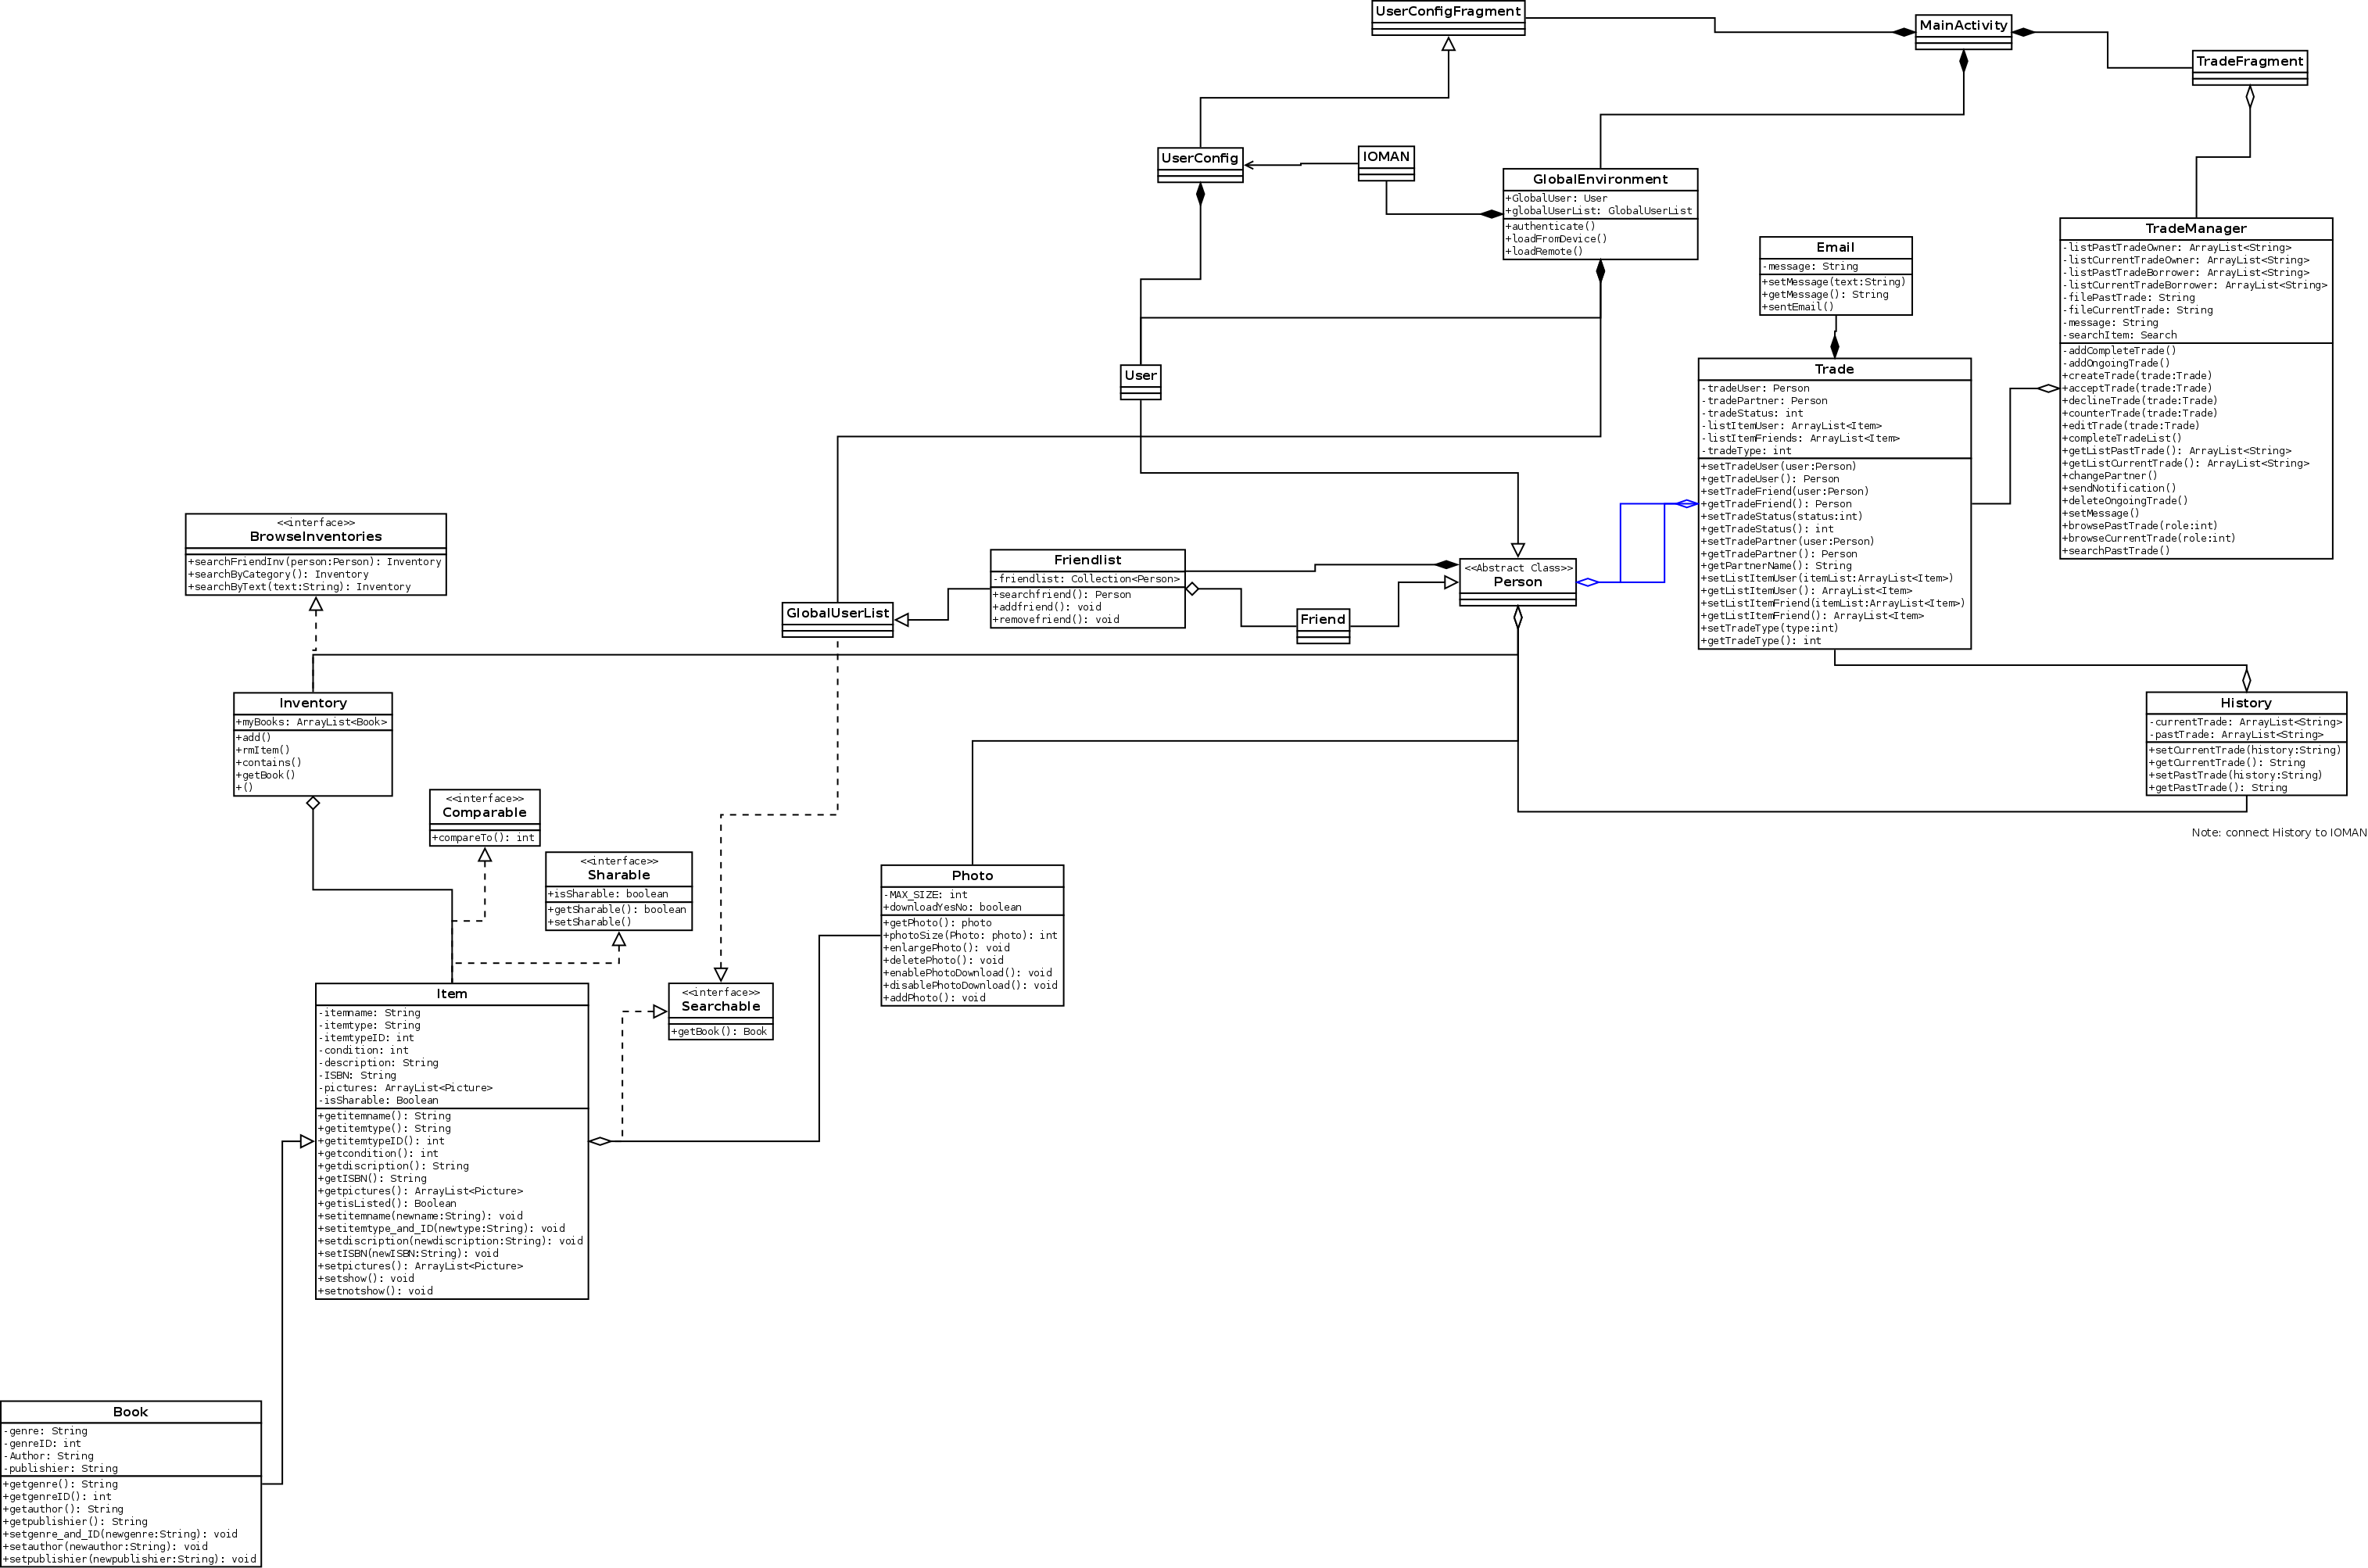 UserConfigFragment
MainActivity
TradeFragment
UserConfig
IOMAN
GlobalEnvironment
+GlobalUser: User
+globalUserList: GlobalUserList
+authenticate()
+loadFromDevice()
+loadRemote()
Email
-message: String
+setMessage(text:String)
+getMessage(): String
+sentEmail()
TradeManager
-listPastTradeOwner: ArrayList<String>
-listCurrentTradeOwner: ArrayList<String>
-listPastTradeBorrower: ArrayList<String>
-listCurrentTradeBorrower: ArrayList<String>
-filePastTrade: String
-fileCurrentTrade: String
-message: String
-searchItem: Search
-addCompleteTrade()
-addOngoingTrade()
+createTrade(trade:Trade)
+acceptTrade(trade:Trade)
+declineTrade(trade:Trade)
+counterTrade(trade:Trade)
+editTrade(trade:Trade)
+completeTradeList()
+getListPastTrade(): ArrayList<String>
+getListCurrentTrade(): ArrayList<String>
+changePartner()
+sendNotification()
+deleteOngoingTrade()
+setMessage()
+browsePastTrade(role:int)
+browseCurrentTrade(role:int)
+searchPastTrade()
User
Trade
-tradeUser: Person
-tradePartner: Person
-tradeStatus: int
-listItemUser: ArrayList<Item>
-listItemFriends: ArrayList<Item>
-tradeType: int
+setTradeUser(user:Person)
+getTradeUser(): Person
+setTradeFriend(user:Person)
+getTradeFriend(): Person
+setTradeStatus(status:int)
+getTradeStatus(): int
+setTradePartner(user:Person)
+getTradePartner(): Person
+getPartnerName(): String
+setListItemUser(itemList:ArrayList<Item>)
+getListItemUser(): ArrayList<Item>
+setListItemFriend(itemList:ArrayList<Item>)
+getListItemFriend(): ArrayList<Item>
+setTradeType(type:int)
+getTradeType(): int
<<interface>>
BrowseInventories
+searchFriendInv(person:Person): Inventory
+searchByCategory(): Inventory
+searchByText(text:String): Inventory
GlobalUserList
Friendlist
-friendlist: Collection<Person>
+searchfriend(): Person
+addfriend(): void
+removefriend(): void
Friend
<<Abstract Class>>
Person
Inventory
+myBooks: ArrayList<Book>
+add()
+rmItem()
+contains()
+getBook()
+()
History
-currentTrade: ArrayList<String>
-pastTrade: ArrayList<String>
+setCurrentTrade(history:String)
+getCurrentTrade(): String
+setPastTrade(history:String)
+getPastTrade(): String
Note: connect History to IOMAN
<<interface>>
Comparable
+compareTo(): int
<<interface>>
Sharable
+isSharable: boolean
+getSharable(): boolean
+setSharable()
Photo
-MAX_SIZE: int
+downloadYesNo: boolean
+getPhoto(): photo
+photoSize(Photo: photo): int
+enlargePhoto(): void
+deletePhoto(): void
+enablePhotoDownload(): void
+disablePhotoDownload(): void
+addPhoto(): void
<<interface>>
Searchable
+getBook(): Book
Item
-itemname: String
-itemtype: String
-itemtypeID: int
-condition: int
-description: String
-ISBN: String
-pictures: ArrayList<Picture>
-isSharable: Boolean
+getitemname(): String
+getitemtype(): String
+getitemtypeID(): int
+getcondition(): int
+getdiscription(): String
+getISBN(): String
+getpictures(): ArrayList<Picture>
+getisListed(): Boolean
+setitemname(newname:String): void
+setitemtype_and_ID(newtype:String): void
+setdiscription(newdiscription:String): void
+setISBN(newISBN:String): void
+setpictures(): ArrayList<Picture>
+setshow(): void
+setnotshow(): void
Book
-genre: String
-genreID: int
-Author: String
-publishier: String
+getgenre(): String
+getgenreID(): int
+getauthor(): String
+getpublishier(): String
+setgenre_and_ID(newgenre:String): void
+setauthor(newauthor:String): void
+setpublishier(newpublishier:String): void